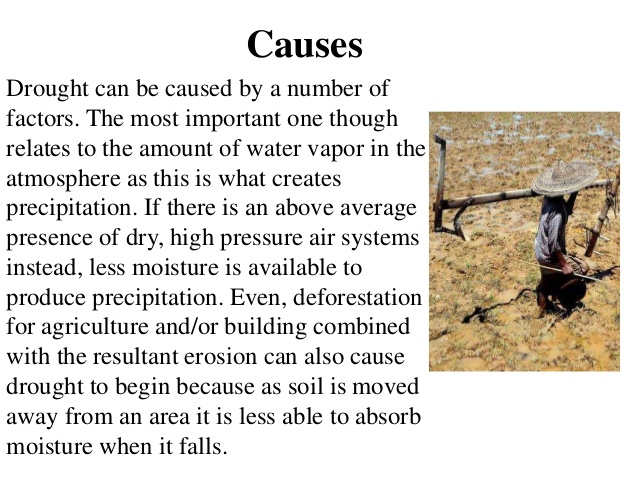 Causes
Drought can be caused by a number of
factors. The most important one though
relates to the amount of water vapor in the
atmosphere as this is what creates
precipitation. If there is an above average
presence of dry, high pressure air systems
instead, less moisture is available to
produce precipitation. Even, deforestation
for agriculture and/or building combined
with the resultant erosion can also cause
drought to begin because as soil is moved
away from an area it is less able to absorb
moisture when it falls.